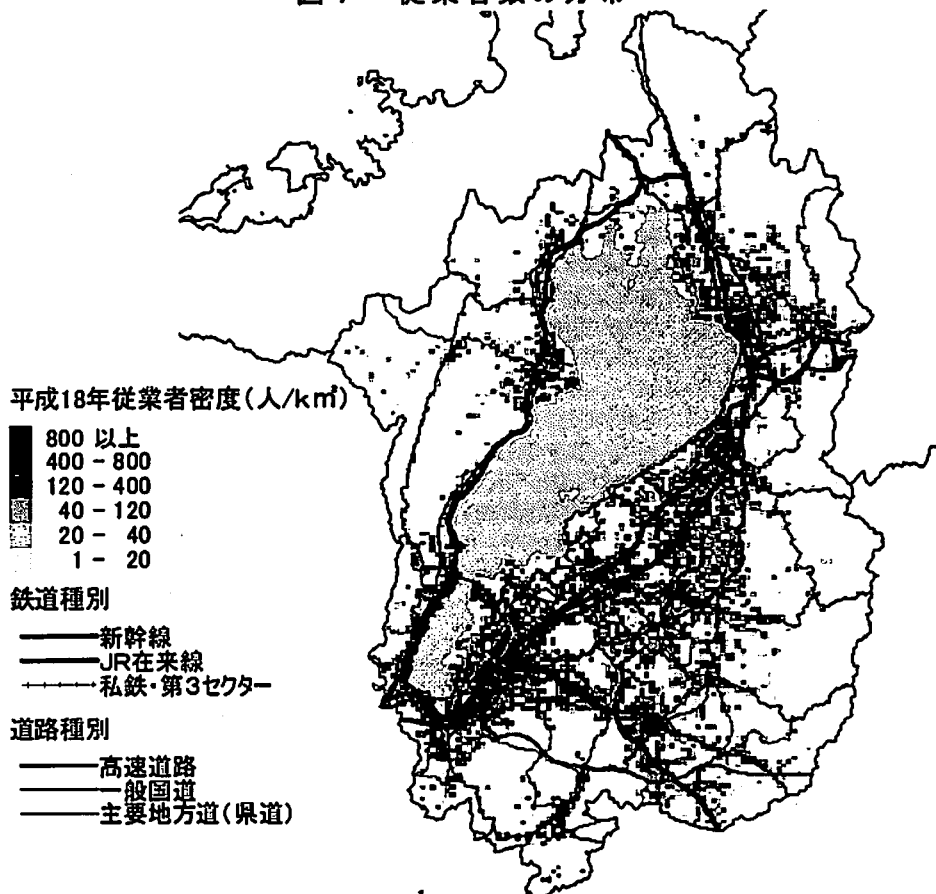 平成18年従業者密度(人/k㎡)
800 以上
400 - 800
120 - 400
40 - 120
20 - 40
1 - 20
鉄道種別
新幹線
JR在来線
私鉄・第3セクター
道路種別
高速道路
一般国道
主要地方道(県道)